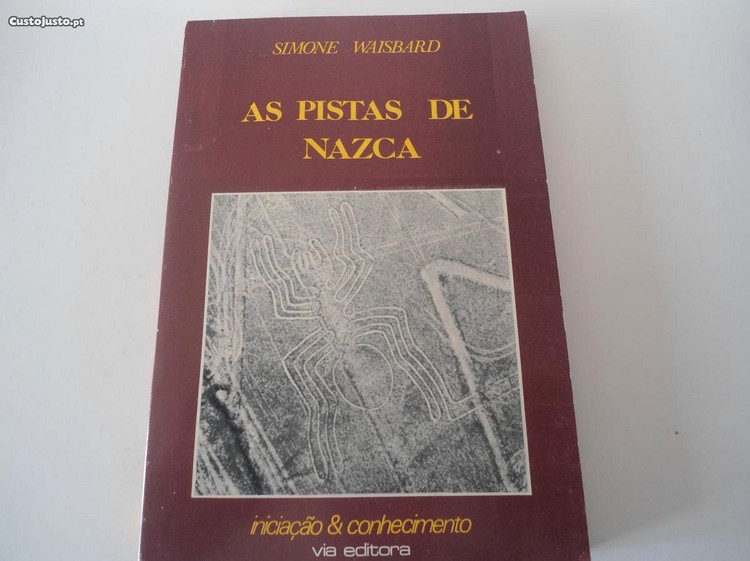 CustoJusto.pt
SIMONE WAISBARD
AS PISTAS DE
NAZCA
iniciação & conhecimento
via editora